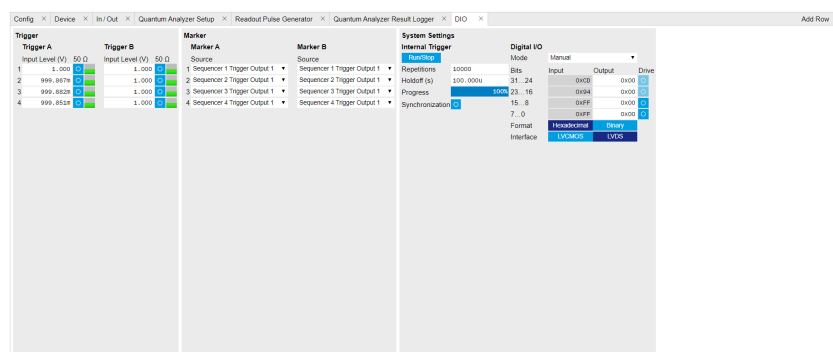 Config × Device × In / Out × Quantum Analyzer Setup × Readout Pulse Generator × Quantum Analyzer Result Logger × DIO × Add Row
Trigger Marker System Settings
Trigger A Trigger B Marker A Marker B Internal Trigger Digital I/O
Input Level (V) 50 Ω Input Level (V) 50 Ω Source Source Run/Stop Mode Manual
1 1.000 1.000 1 Sequencer 1 Trigger Output 1 Sequencer 1 Trigger Output 1 Repetitions 10000 Bits Input Output Drive
2 999.867m 1.000 2 Sequencer 2 Trigger Output 1 Sequencer 2 Trigger Output 1 Holdoff (s) 100.000u 31...24 0xCD 0x00
3 999.882m 1.000 3 Sequencer 3 Trigger Output 1 Sequencer 3 Trigger Output 1 Progress 100% 23...16 0x94 0x00
4 999.851m 1.000 4 Sequencer 4 Trigger Output 1 Sequencer 4 Trigger Output 1 Synchronization 15...8 0xFF 0x00
7...0 0xFF 0x00
Format Hexadecimal Binary
Interface LVCMOS LVDS